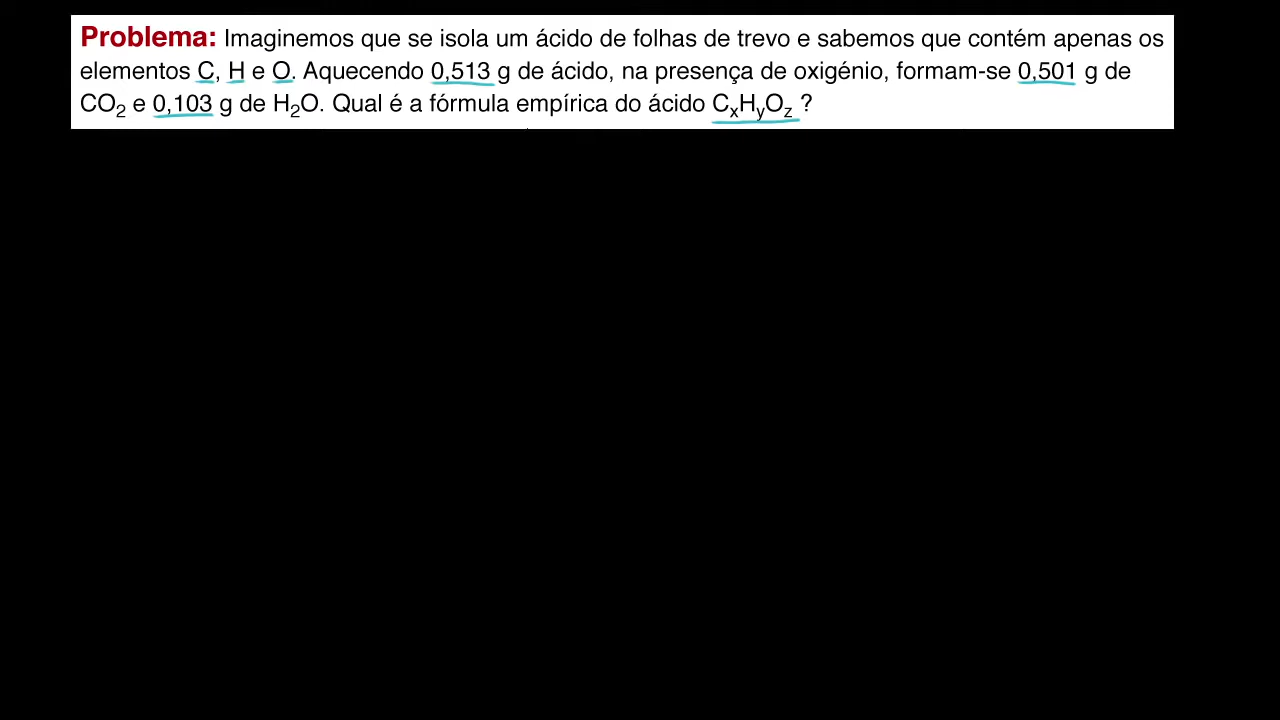 Problema: Imaginemos que se isola um ácido de folhas de trevo e sabemos que contém apenas os
elementos C, H e O. Aquecendo 0,513 g de ácido, na presença de oxigénio, formam-se 0,501 g de
CO₂ e 0,103 g de H₂O. Qual é a fórmula empírica do ácido CₓHᵧO_z ?